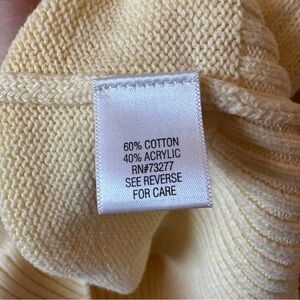 60% COTTON
40% ACRYLIC
RN#73277
SEE REVERSE
FOR CARE